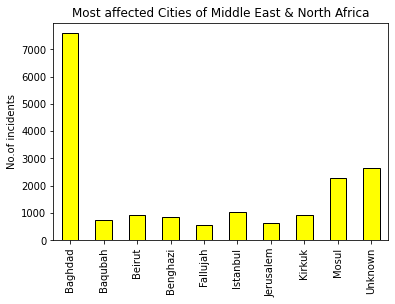 Most affected Cities of Middle East & North Africa
No.of incidents
7000
6000
5000
4000
3000
2000
1000
0
Baghdad
Baqubah
Beirut
Benghazi
Fallujah
Istanbul
Jerusalem
Kirkuk
Mosul
Unknown